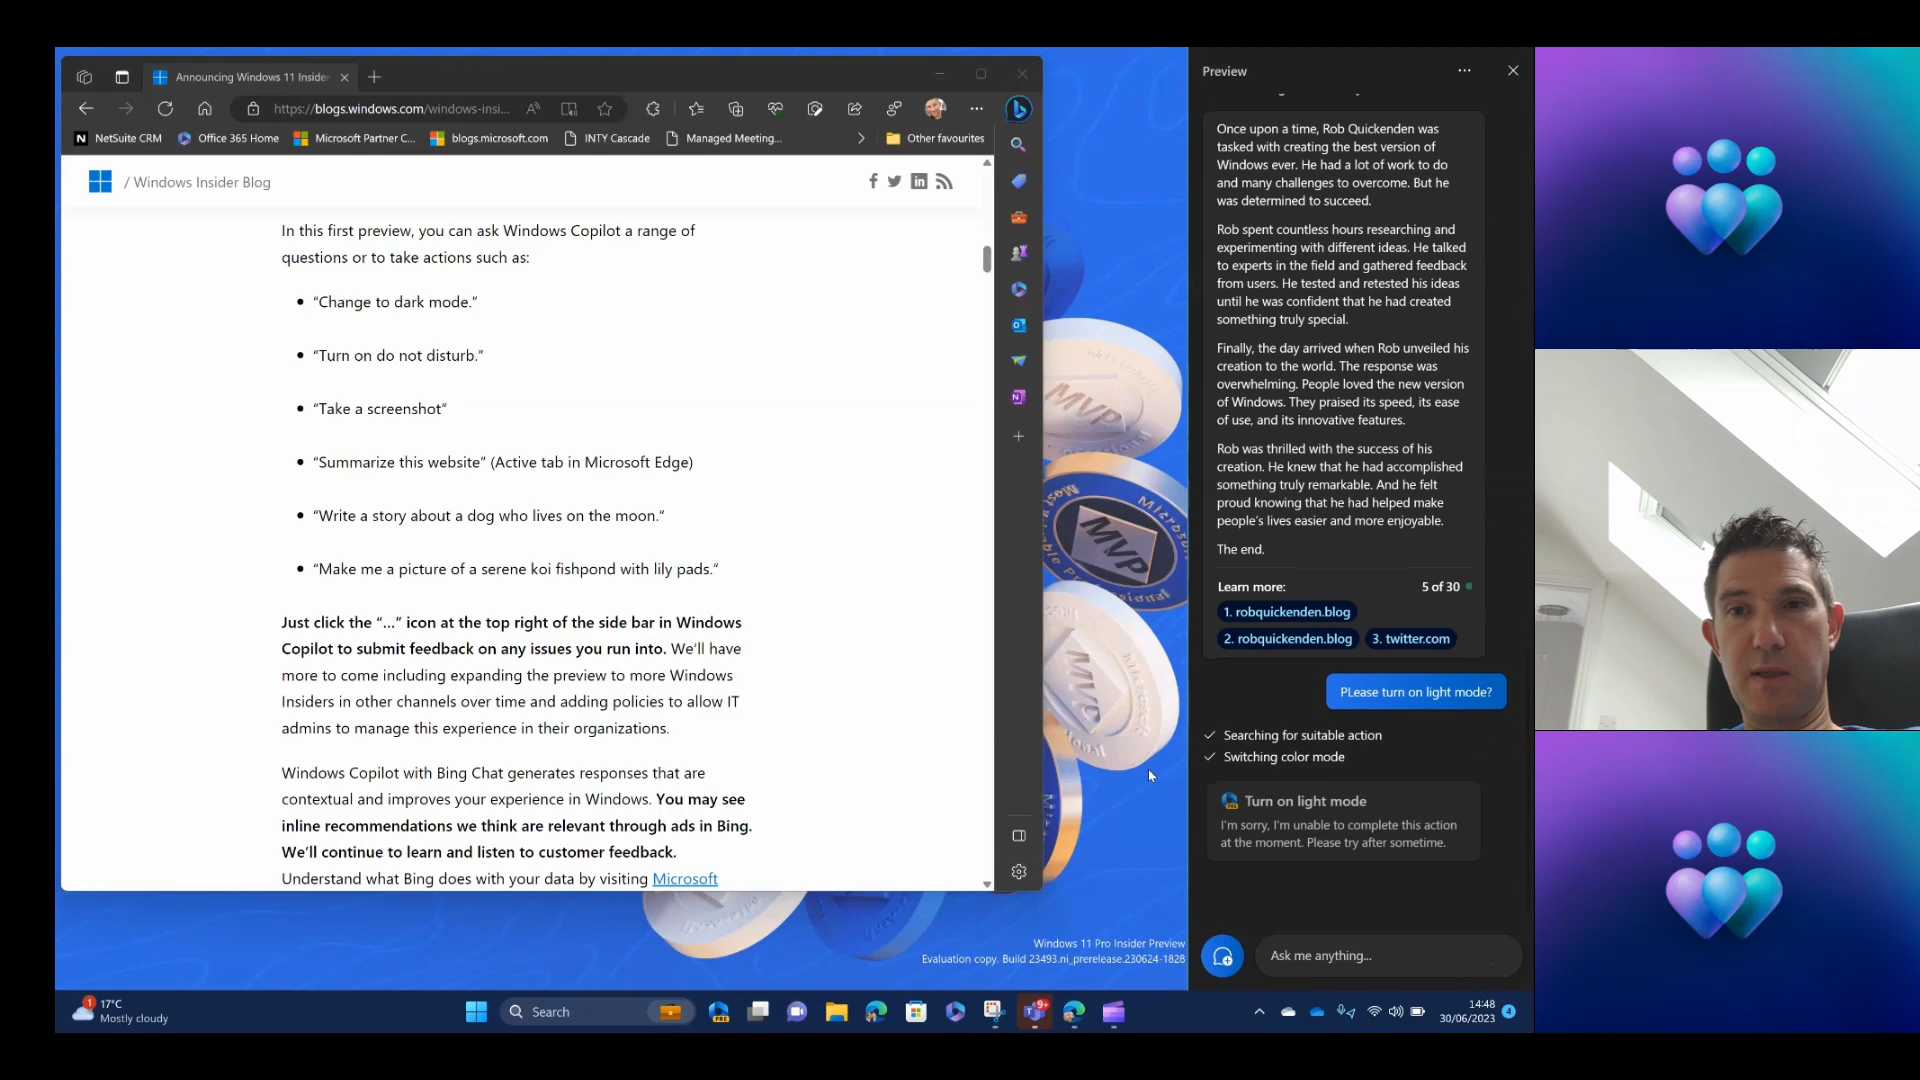 Announcing Windows 11 Insider
https://blogs.windows.com/windows-insi...
NetSuite CRM
Office 365 Home
Microsoft Partner C...
blogs.microsoft.com
INTY Cascade
Managed Meeting...
Other favourites
/ Windows Insider Blog
In this first preview, you can ask Windows Copilot a range of
questions or to take actions such as:
• “Change to dark mode.”
• “Turn on do not disturb.”
• “Take a screenshot”
• “Summarize this website” (Active tab in Microsoft Edge)
• “Write a story about a dog who lives on the moon.”
• “Make me a picture of a serene koi fishpond with lily pads.”
Just click the “...” icon at the top right of the side bar in Windows
Copilot to submit feedback on any issues you run into. We’ll have
more to come including expanding the preview to more Windows
Insiders in other channels over time and adding policies to allow IT
admins to manage this experience in their organizations.
Windows Copilot with Bing Chat generates responses that are
contextual and improves your experience in Windows. You may see
inline recommendations we think are relevant through ads in Bing.
We’ll continue to learn and listen to customer feedback.
Understand what Bing does with your data by visiting Microsoft
MVP
MVP
MVP
Windows 11 Pro Insider Preview
Evaluation copy. Build 23493.ni_prerelease.230624-1828
Preview
Once upon a time, Rob Quickenden was
tasked with creating the best version of
Windows ever. He had a lot of work to do
and many challenges to overcome. But he
was determined to succeed.
Rob spent countless hours researching and
experimenting with different ideas. He talked
to experts in the field and gathered feedback
from users. He tested and retested his ideas
until he was confident that he had created
something truly special.
Finally, the day arrived when Rob unveiled his
creation to the world. The response was
overwhelming. People loved the new version
of Windows. They praised its speed, its ease
of use, and its innovative features.
Rob was thrilled with the success of his
creation. He knew that he had accomplished
something truly remarkable. And he felt
proud knowing that he had helped make
people’s lives easier and more enjoyable.
The end.
Learn more: 5 of 30
1. robquickenden.blog
2. robquickenden.blog 3. twitter.com
PLease turn on light mode?
Searching for suitable action
Switching color mode
Turn on light mode
I'm sorry, I'm unable to complete this action
at the moment. Please try after sometime.
Ask me anything...
1
17°C
Mostly cloudy
Search
PRE
9+
14:48
30/06/2023
4